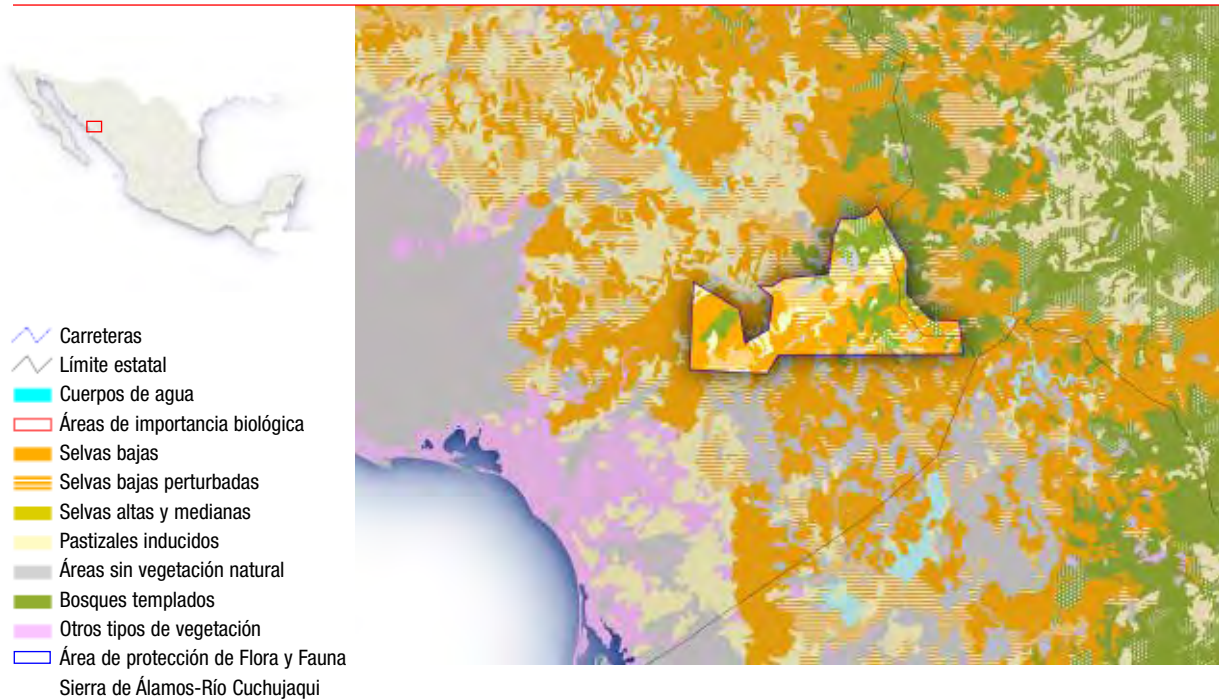 Carreteras
Límite estatal
Cuerpos de agua
Áreas de importancia biológica
Selvas bajas
Selvas bajas perturbadas
Selvas altas y medianas
Pastizales inducidos
Áreas sin vegetación natural
Bosques templados
Otros tipos de vegetación
Área de protección de Flora y Fauna
Sierra de Álamos-Río Cuchujaqui